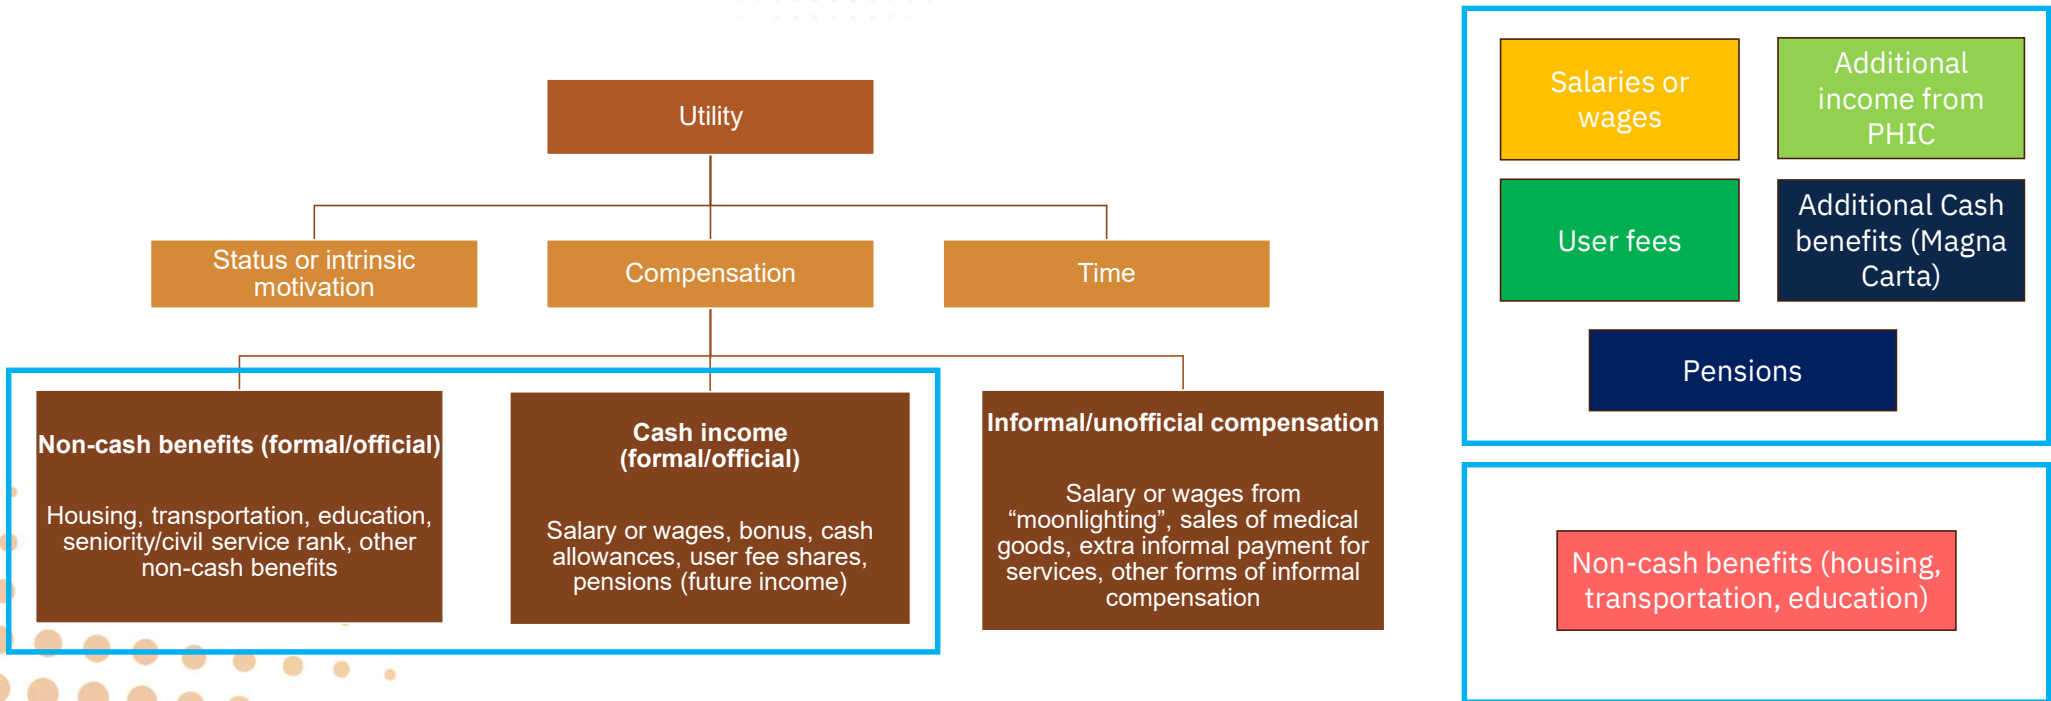 Utility
Status or intrinsic
motivation
Compensation
Time
Non-cash benefits (formal/official)
Housing, transportation, education,
seniority/civil service rank, other
non-cash benefits
Cash income
(formal/official)
Salary or wages, bonus, cash
allowances, user fee shares,
pensions (future income)
Informal/unofficial compensation
Salary or wages from
“moonlighting”, sales of medical
goods, extra informal payment for
services, other forms of informal
compensation
Salaries or
wages
Additional
income from
PHIC
User fees
Additional Cash
benefits (Magna
Carta)
Pensions
Non-cash benefits (housing,
transportation, education)